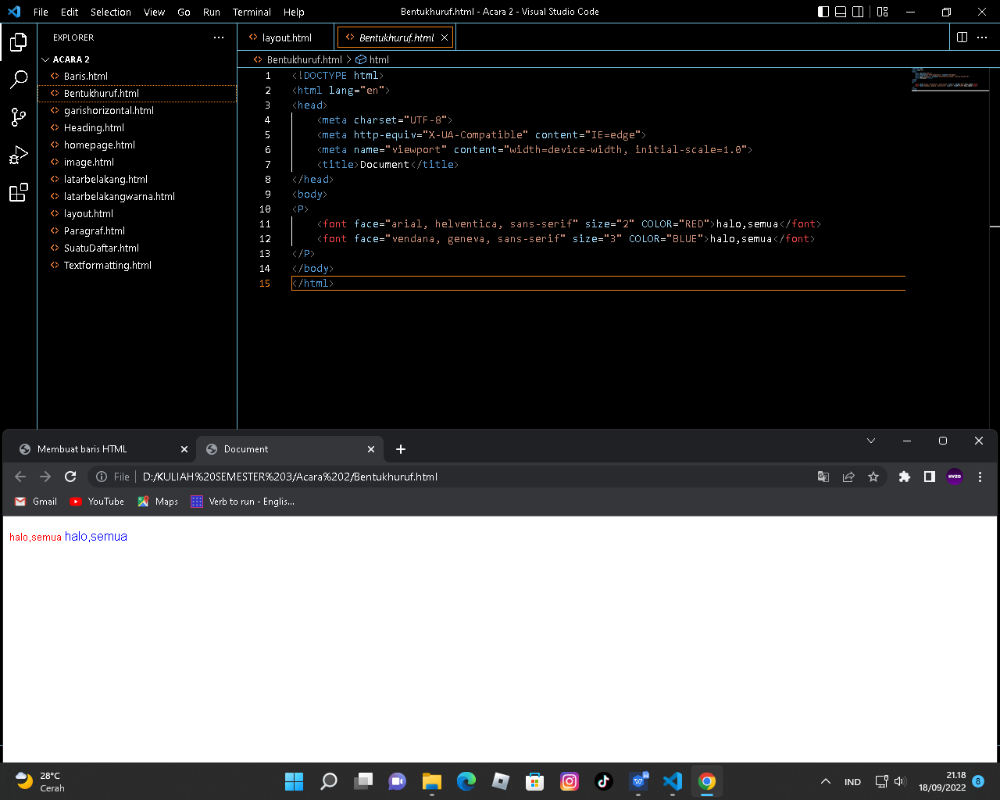 File Edit Selection View Go Run Terminal Help Bentukhuruf.html - Acara 2 - Visual Studio Code
EXPLORER
layout.html Bentukhuruf.html
ACARA 2
Bentukhuruf.html > html
Baris.html
Bentukhuruf.html
garishorizontal.html
Heading.html
homepage.html
image.html
latarbelakang.html
latarbelakangwarna.html
layout.html
Paragraf.html
SuatuDaftar.html
Textformatting.html
1 <!DOCTYPE html>
2 <html lang="en">
3 <head>
4 <meta charset="UTF-8">
5 <meta http-equiv="X-UA-Compatible" content="IE=edge">
6 <meta name="viewport" content="width=device-width, initial-scale=1.0">
7 <title>Document</title>
8 </head>
9 <body>
10 <P>
11 <font face="arial, helventica, sans-serif" size="2" COLOR="RED">halo,semua</font>
12 <font face="vendana, geneva, sans-serif" size="3" COLOR="BLUE">halo,semua</font>
13 </P>
14 </body>
15 </html>
Membuat baris HTML Document
File D:/KULIAH%20SEMESTER%203/Acara%202/Bentukhuruf.html
HYZO
Gmail YouTube Maps Verb to run - Englis...
halo,semua halo,semua
28°C
Cerah
IND
21.18
18/09/2022
8